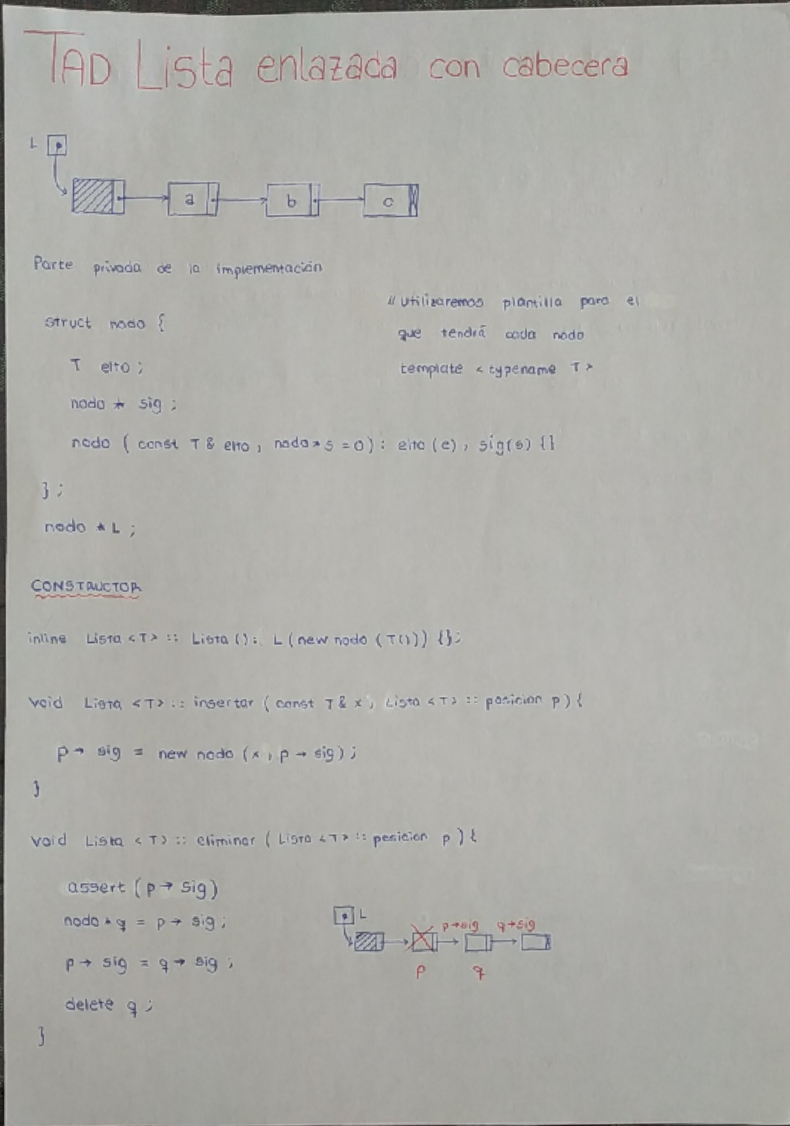 TAD Lista enlazada con cabecera
L
a b c
Parte privada de la implementación
// Utilizaremos plantilla para el
que tendrá cada nodo
template <typename T>
struct nodo {
T elto ;
nodo * sig ;
nodo ( const T & elto , nodo * s = 0 ) : elto (e) , sig(s) {}
} ;
nodo * L ;
CONSTRUCTOR
inline Lista <T> :: Lista () : L ( new nodo ( T() ) ) {} ;
void Lista <T> :: insertar ( const T & x , Lista <T> :: posicion p ) {
p → sig = new nodo ( x , p → sig ) ;
}
void Lista <T> :: eliminar ( Lista <T> :: posicion p ) {
assert ( p → sig )
nodo * q = p → sig ;
p → sig = q → sig ;
delete q ;
}
L
p→sig q→sig
p q